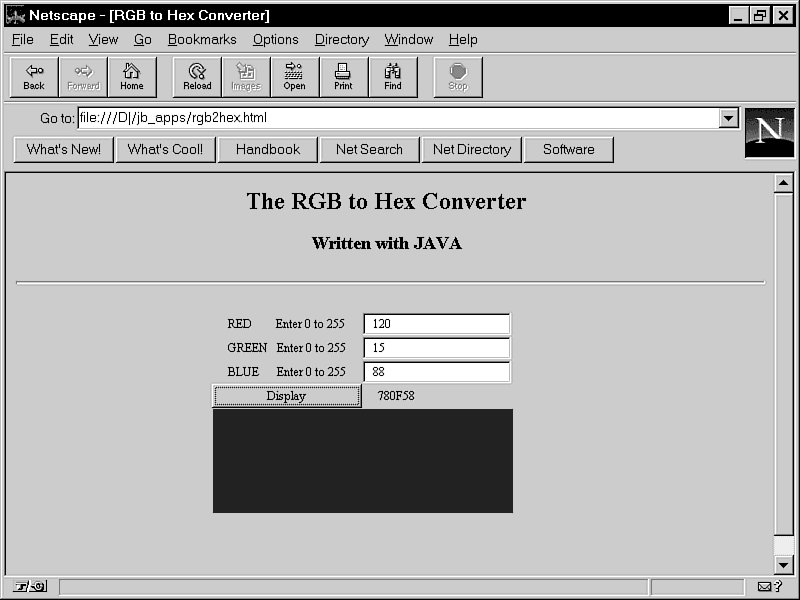 Netscape - [RGB to Hex Converter]
File Edit View Go Bookmarks Options Directory Window Help
Back Forward Home Reload Images Open Print Find Stop
Go to: file:///D|/jb_apps/rgb2hex.html
N
What's New! What's Cool! Handbook Net Search Net Directory Software
The RGB to Hex Converter
Written with JAVA
RED Enter 0 to 255 120
GREEN Enter 0 to 255 15
BLUE Enter 0 to 255 88
Display 780F58
?